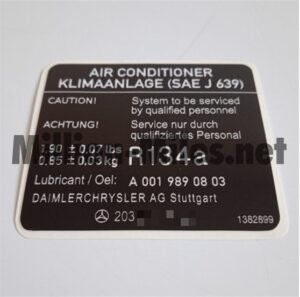 AIR CONDITIONER
KLIMAANLAGE (SAE J 639)
CAUTION! System to be serviced
by qualified personnel
ACHTUNG! Service nur durch
qualifiziertes Personal
1.90 ± 0.07 lbs
0.85 ± 0.03 kg R134a
Lubricant / Oel: A 001 989 08 03
DAIMLERCHRYSLER AG Stuttgart
203
1382899